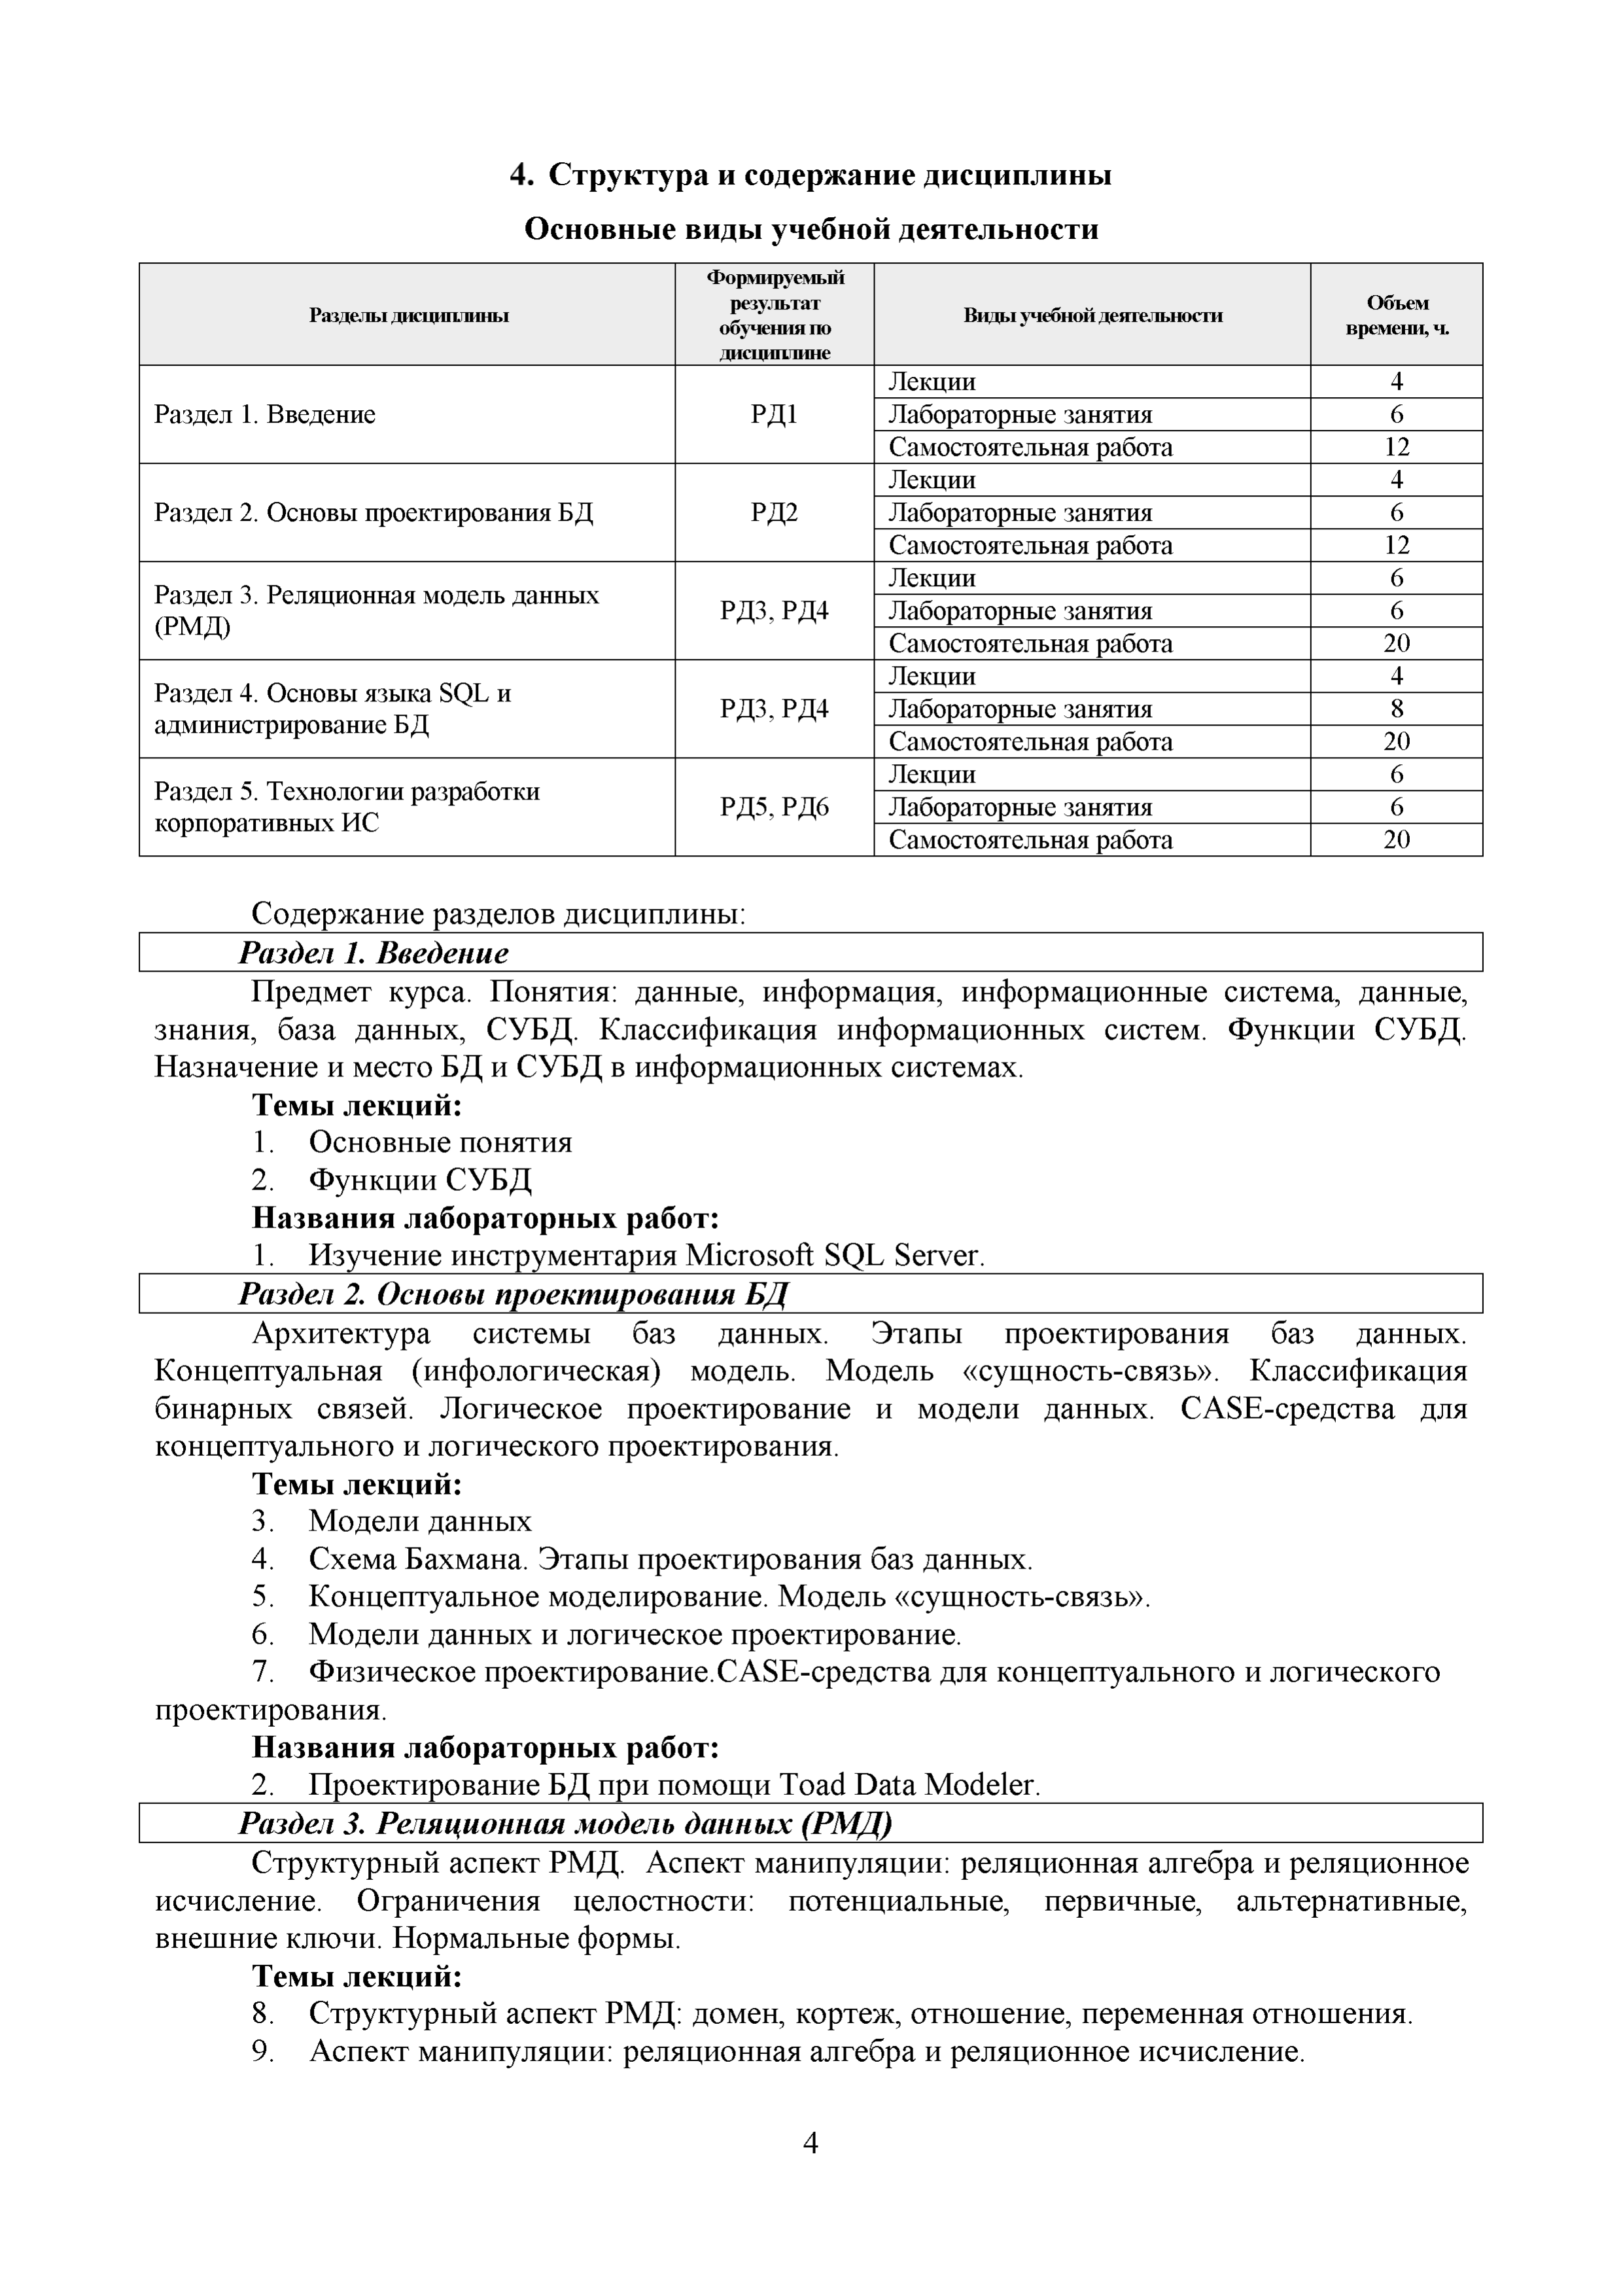 4. Структура и содержание дисциплины
Основные виды учебной деятельности
Разделы дисциплины
Формируемый
результат
обучения по
дисциплине
Виды учебной деятельности
Объем
времени, ч.
Раздел 1. Введение
РД1
Лекции
4
Лабораторные занятия
6
Самостоятельная работа
12
Раздел 2. Основы проектирования БД
РД2
Лекции
4
Лабораторные занятия
6
Самостоятельная работа
12
Раздел 3. Реляционная модель данных
(РМД)
РД3, РД4
Лекции
6
Лабораторные занятия
6
Самостоятельная работа
20
Раздел 4. Основы языка SQL и
администрирование БД
РД3, РД4
Лекции
4
Лабораторные занятия
8
Самостоятельная работа
20
Раздел 5. Технологии разработки
корпоративных ИС
РД5, РД6
Лекции
6
Лабораторные занятия
6
Самостоятельная работа
20
Содержание разделов дисциплины:
Раздел 1. Введение
Предмет курса. Понятия: данные, информация, информационные система, данные,
знания, база данных, СУБД. Классификация информационных систем. Функции СУБД.
Назначение и место БД и СУБД в информационных системах.
Темы лекций:
1. Основные понятия
2. Функции СУБД
Названия лабораторных работ:
1. Изучение инструментария Microsoft SQL Server.
Раздел 2. Основы проектирования БД
Архитектура системы баз данных. Этапы проектирования баз данных.
Концептуальная (инфологическая) модель. Модель «сущность-связь». Классификация
бинарных связей. Логическое проектирование и модели данных. CASE-средства для
концептуального и логического проектирования.
Темы лекций:
3. Модели данных
4. Схема Бахмана. Этапы проектирования баз данных.
5. Концептуальное моделирование. Модель «сущность-связь».
6. Модели данных и логическое проектирование.
7. Физическое проектирование.CASE-средства для концептуального и логического
проектирования.
Названия лабораторных работ:
2. Проектирование БД при помощи Toad Data Modeler.
Раздел 3. Реляционная модель данных (РМД)
Структурный аспект РМД. Аспект манипуляции: реляционная алгебра и реляционное
исчисление. Ограничения целостности: потенциальные, первичные, альтернативные,
внешние ключи. Нормальные формы.
Темы лекций:
8. Структурный аспект РМД: домен, кортеж, отношение, переменная отношения.
9. Аспект манипуляции: реляционная алгебра и реляционное исчисление.
4